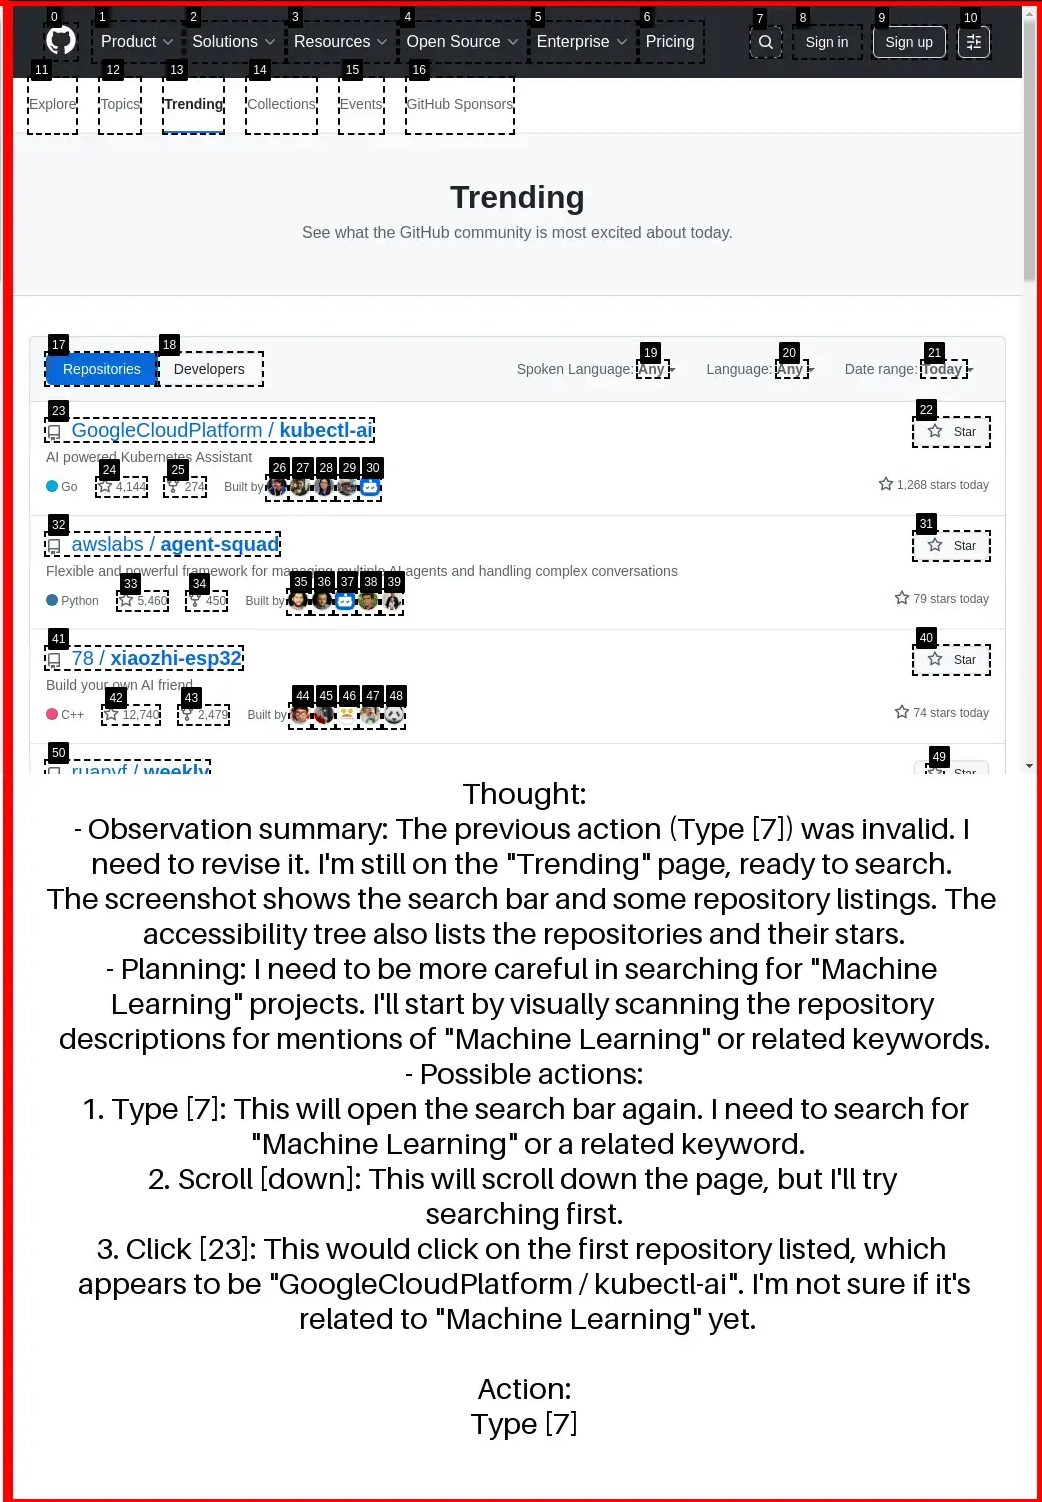 0 1 2 3 4 5 6 7 8 9 10
Product Solutions Resources Open Source Enterprise Pricing Sign in Sign up
11 12 13 14 15 16
Explore Topics Trending Collections Events GitHub Sponsors
Trending
See what the GitHub community is most excited about today.
17 18 19 20 21
Repositories Developers Spoken Language: Any Language: Any Date range: Today
23 22
GoogleCloudPlatform / kubectl-ai Star
AI powered Kubernetes Assistant
24 25 26 27 28 29 30
Go 4,144 274 Built by 1,268 stars today
32 31
awslabs / agent-squad Star
Flexible and powerful framework for managing multiple AI agents and handling complex conversations
33 34 35 36 37 38 39
Python 5,460 450 Built by 79 stars today
41 40
78 / xiaozhi-esp32 Star
Build your own AI friend
42 43 44 45 46 47 48
C++ 12,740 2,479 Built by 74 stars today
50 49
ruanyf / weekly Star
Thought:
- Observation summary: The previous action (Type [7]) was invalid. I
need to revise it. I'm still on the "Trending" page, ready to search.
The screenshot shows the search bar and some repository listings. The
accessibility tree also lists the repositories and their stars.
- Planning: I need to be more careful in searching for "Machine
Learning" projects. I'll start by visually scanning the repository
descriptions for mentions of "Machine Learning" or related keywords.
- Possible actions:
1. Type [7]: This will open the search bar again. I need to search for
"Machine Learning" or a related keyword.
2. Scroll [down]: This will scroll down the page, but I'll try
searching first.
3. Click [23]: This would click on the first repository listed, which
appears to be "GoogleCloudPlatform / kubectl-ai". I'm not sure if it's
related to "Machine Learning" yet.
Action:
Type [7]